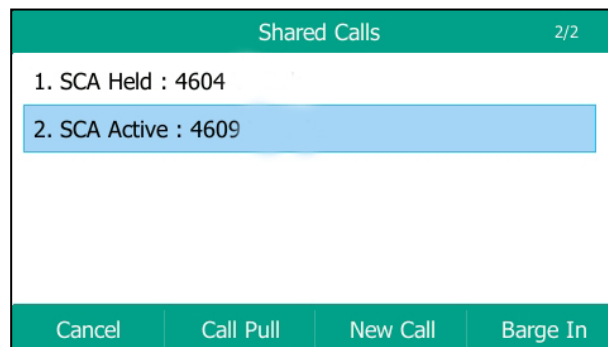 Shared Calls 2/2
1. SCA Held : 4604
2. SCA Active : 4609
Cancel Call Pull New Call Barge In